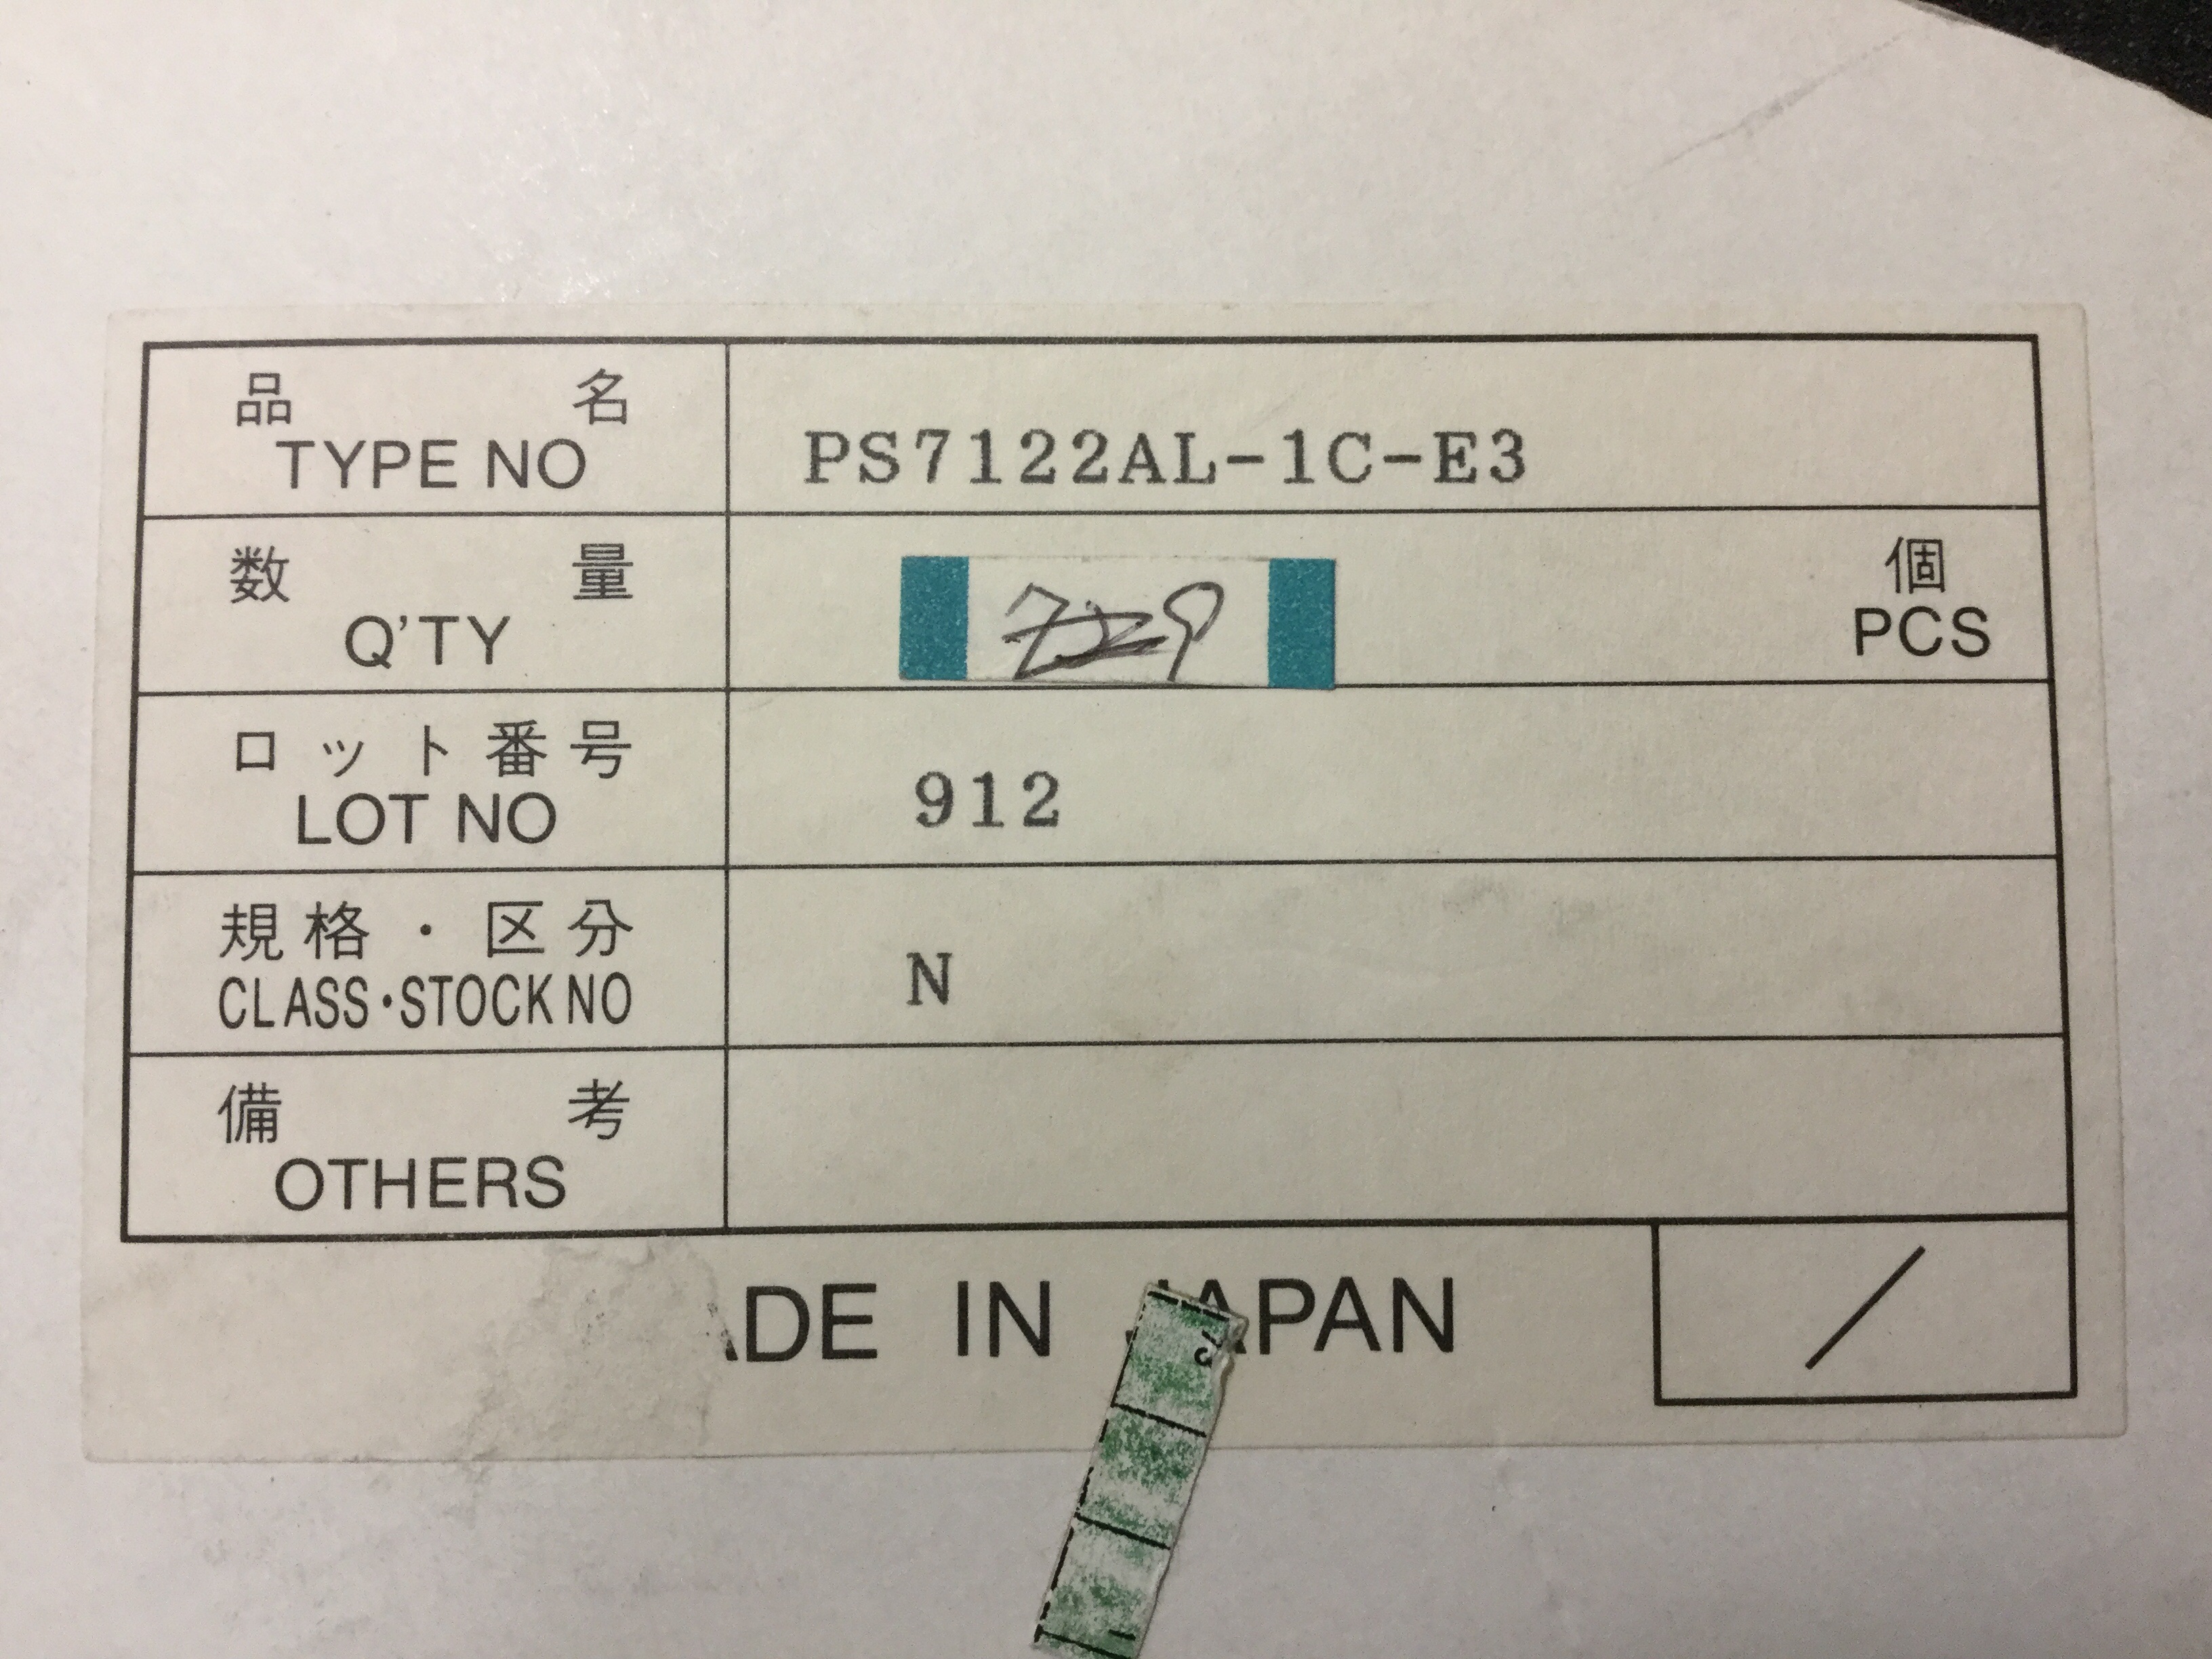 品名
TYPE NO
PS7122AL-1C-E3
数量
Q'TY
個
PCS
ロット番号
LOT NO
912
規格・区分
CLASS・STOCK NO
N
備考
OTHERS
ADE IN JAPAN
/